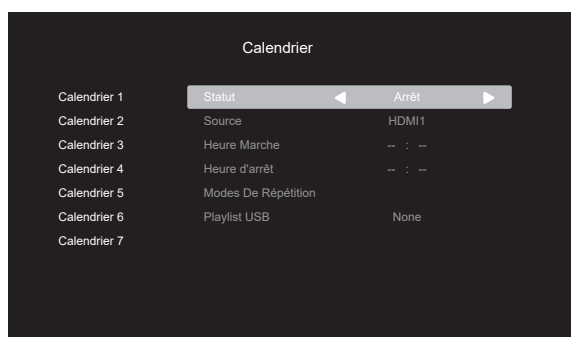 Calendrier
Calendrier 1 Statut Arrêt
Calendrier 2 Source HDMI1
Calendrier 3 Heure Marche -- : --
Calendrier 4 Heure d'arrêt -- : --
Calendrier 5 Modes De Répétition
Calendrier 6 Playlist USB None
Calendrier 7